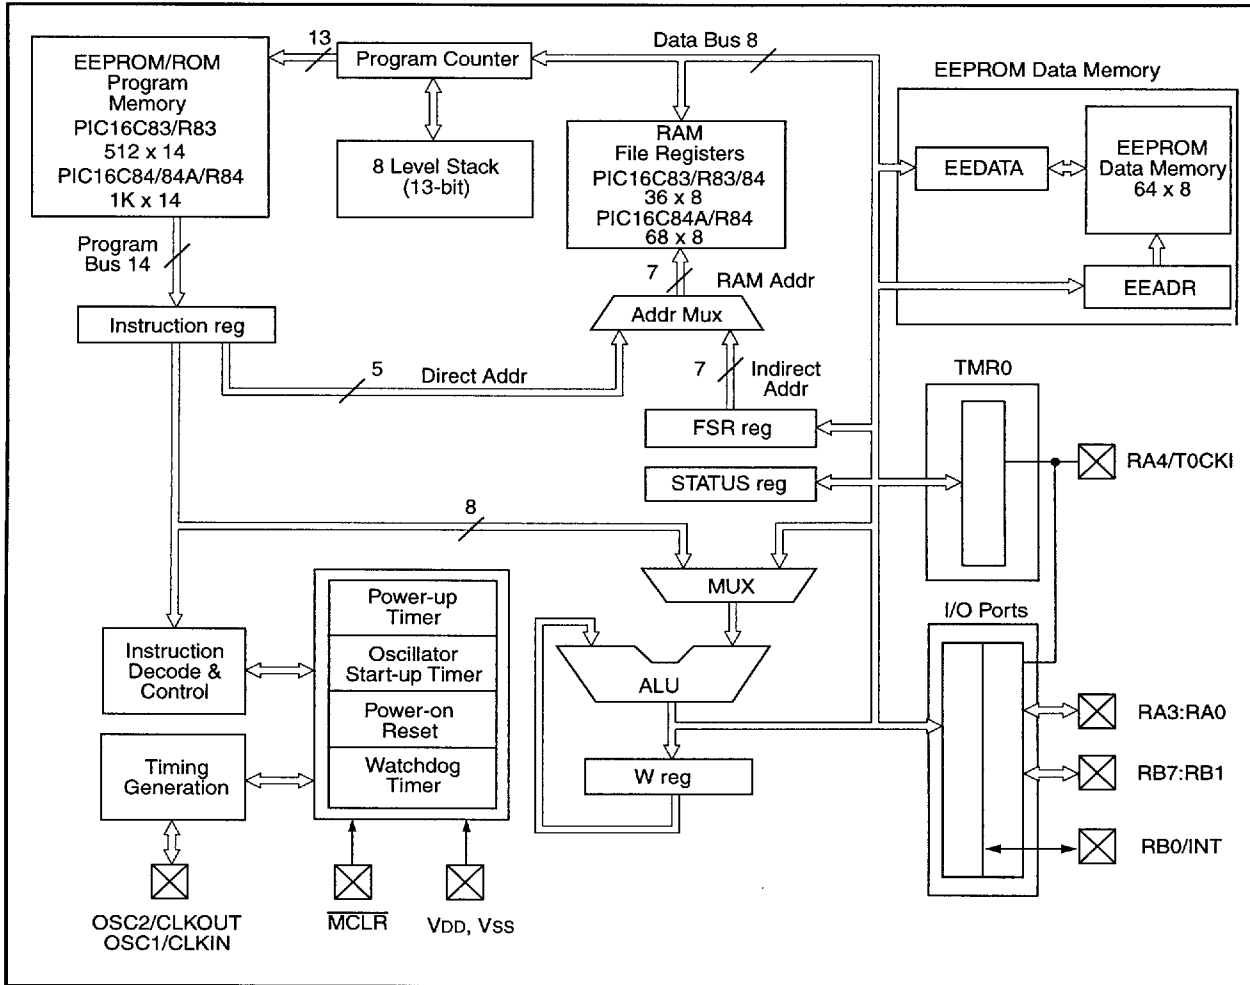 EEPROM/ROM
Program
Memory
PIC16C83/R83
512 x 14
PIC16C84/84A/R84
1K x 14
13
Program Counter
8 Level Stack
(13-bit)
Data Bus 8
RAM
File Registers
PIC16C83/R83/84
36 x 8
PIC16C84A/R84
68 x 8
EEPROM Data Memory
EEDATA
EEPROM
Data Memory
64 x 8
EEADR
Program
Bus 14
7
RAM Addr
Instruction reg
Addr Mux
5
Direct Addr
7
Indirect
Addr
FSR reg
STATUS reg
TMR0
RA4/T0CKI
8
MUX
Power-up
Timer
Oscillator
Start-up Timer
Power-on
Reset
Watchdog
Timer
Instruction
Decode &
Control
Timing
Generation
ALU
W reg
I/O Ports
RA3:RA0
RB7:RB1
RB0/INT
OSC2/CLKOUT
OSC1/CLKIN
MCLR
VDD, VSS